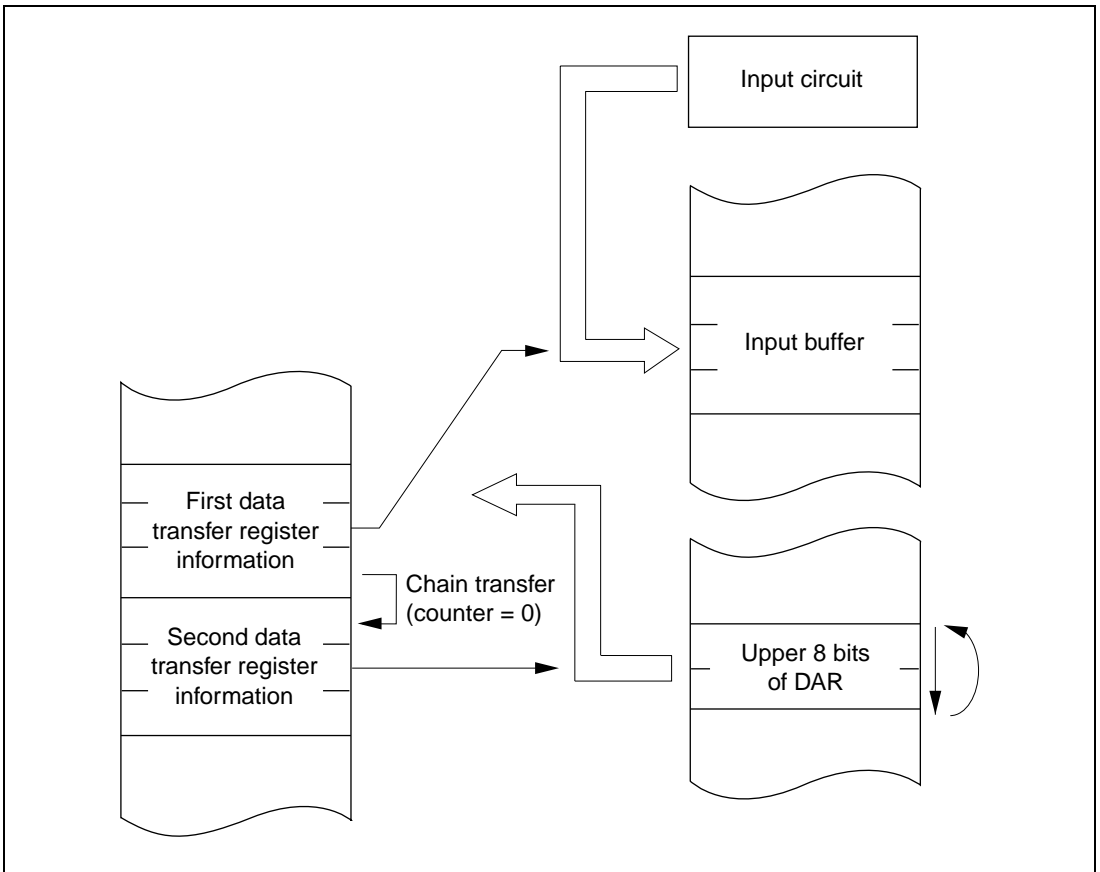 Input circuit
Input buffer
First data
transfer register
information
Chain transfer
(counter = 0)
Second data
transfer register
information
Upper 8 bits
of DAR